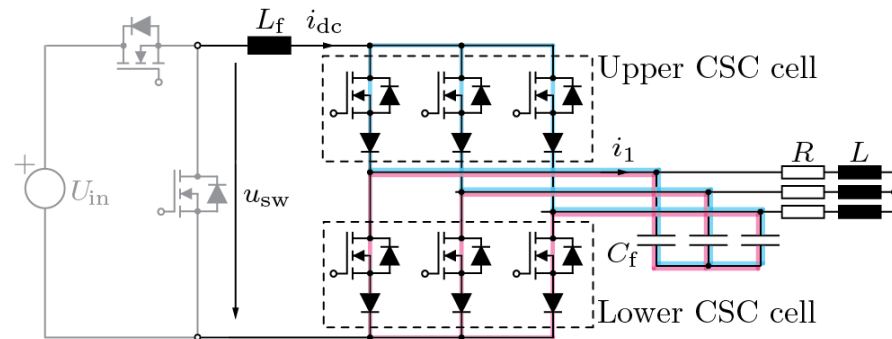 L_f i_dc
Upper CSC cell
i_1 R L
+
U_in u_sw
C_f
Lower CSC cell